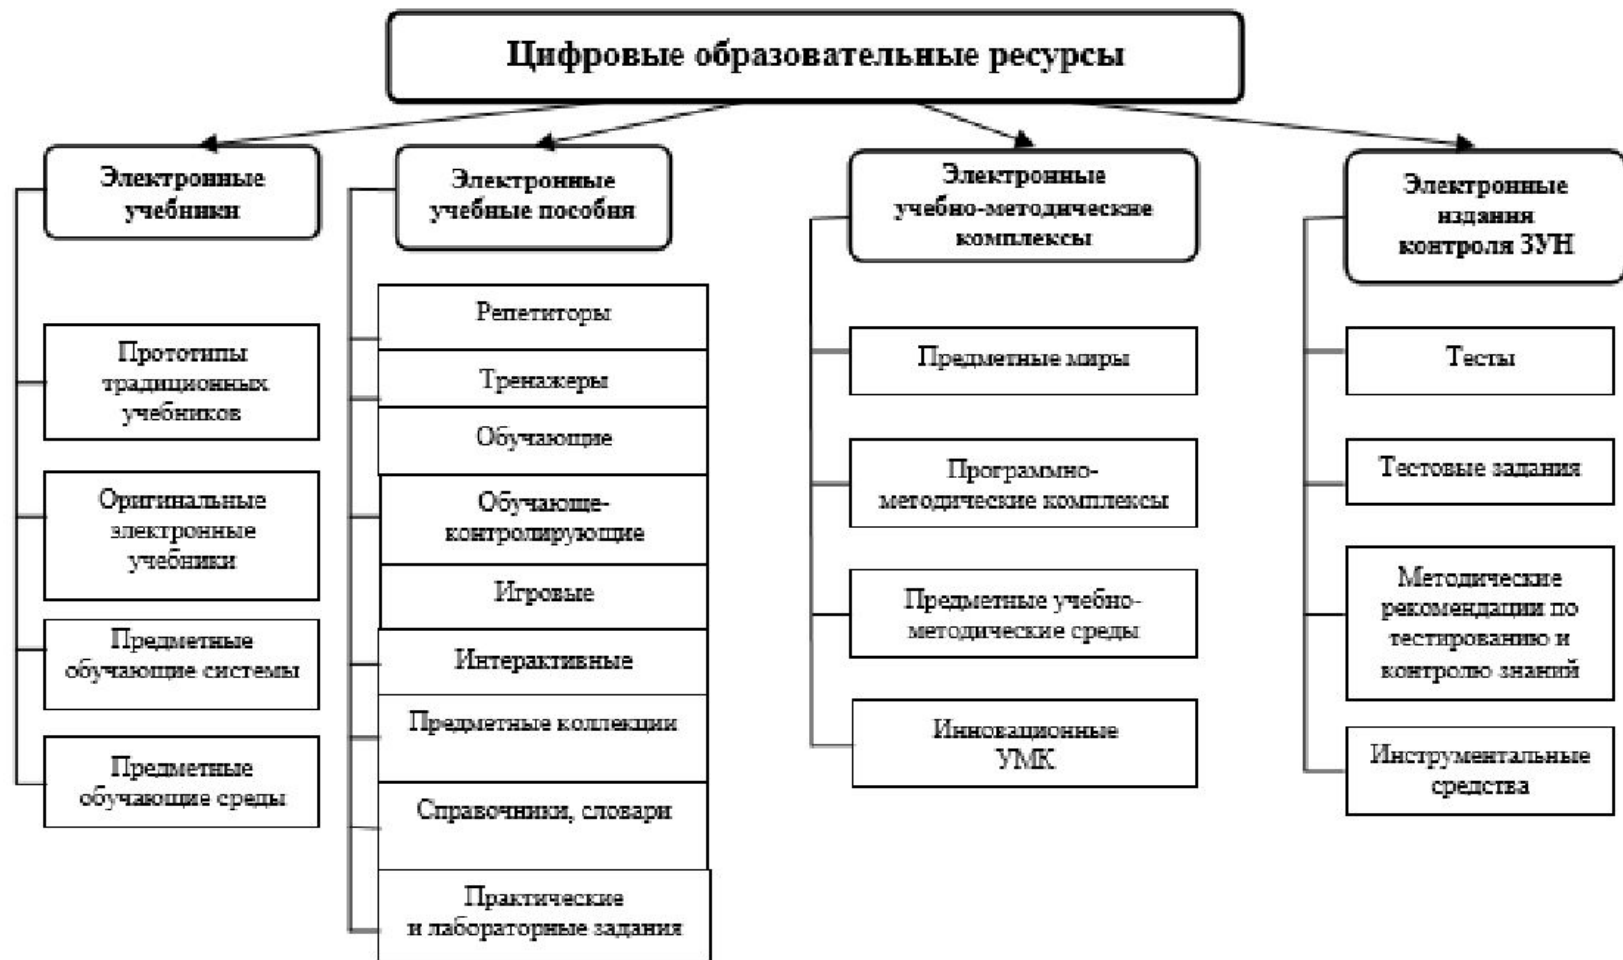 Цифровые образовательные ресурсы
Электронные
учебники
Прототипы
традиционных
учебников
Оригинальные
электронные
учебники
Предметные
обучающие системы
Предметные
обучающие среды
Электронные
учебные пособия
Репетиторы
Тренажеры
Обучающие
Обучающе-
контролирующие
Игровые
Интерактивные
Предметные коллекции
Справочники, словари
Практические
и лабораторные задания
Электронные
учебно-методические
комплексы
Предметные миры
Программно-
методические комплексы
Предметные учебно-
методические среды
Инновационные
УМК
Электронные
издания
контроля ЗУН
Тесты
Тестовые задания
Методические
рекомендации по
тестированию и
контролю знаний
Инструментальные
средства